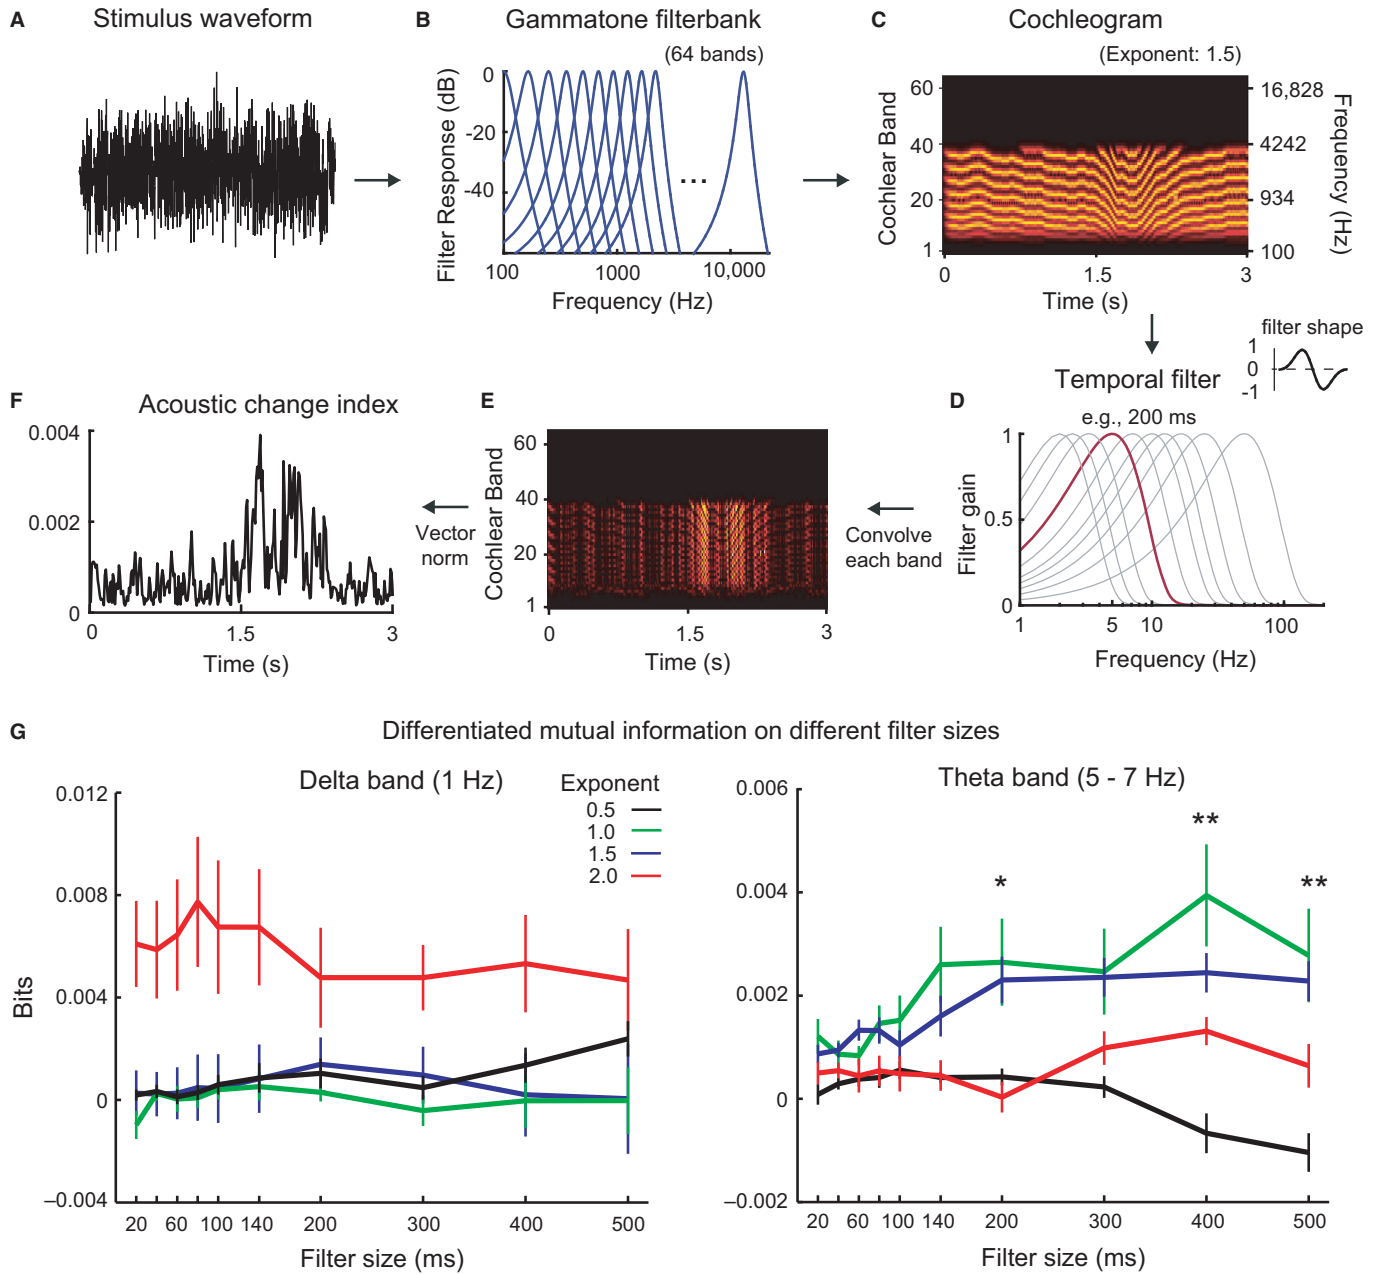 A Stimulus waveform
B Gammatone filterbank
(64 bands)
Filter Response (dB)
0
-20
-40
100 1000 10,000
Frequency (Hz)
...
C Cochleogram
(Exponent: 1.5)
Cochlear Band
60
40
20
1
16,828
4242
934
100
Frequency (Hz)
0 1.5 3
Time (s)
filter shape
1
0
-1
Temporal filter
D
e.g., 200 ms
Filter gain
1
0.5
0
1 5 10 100
Frequency (Hz)
Convolve
each band
E
Cochlear Band
60
40
20
1
0 1.5 3
Time (s)
Vector
norm
F Acoustic change index
0.004
0.002
0
0 1.5 3
Time (s)
G Differentiated mutual information on different filter sizes
Delta band (1 Hz)
Exponent
0.5
1.0
1.5
2.0
Bits
0.012
0.008
0.004
0
–0.004
20 60 100 140 200 300 400 500
Filter size (ms)
Theta band (5 - 7 Hz)
0.006
0.004
0.002
0
–0.002
* ** **
20 60 100 140 200 300 400 500
Filter size (ms)